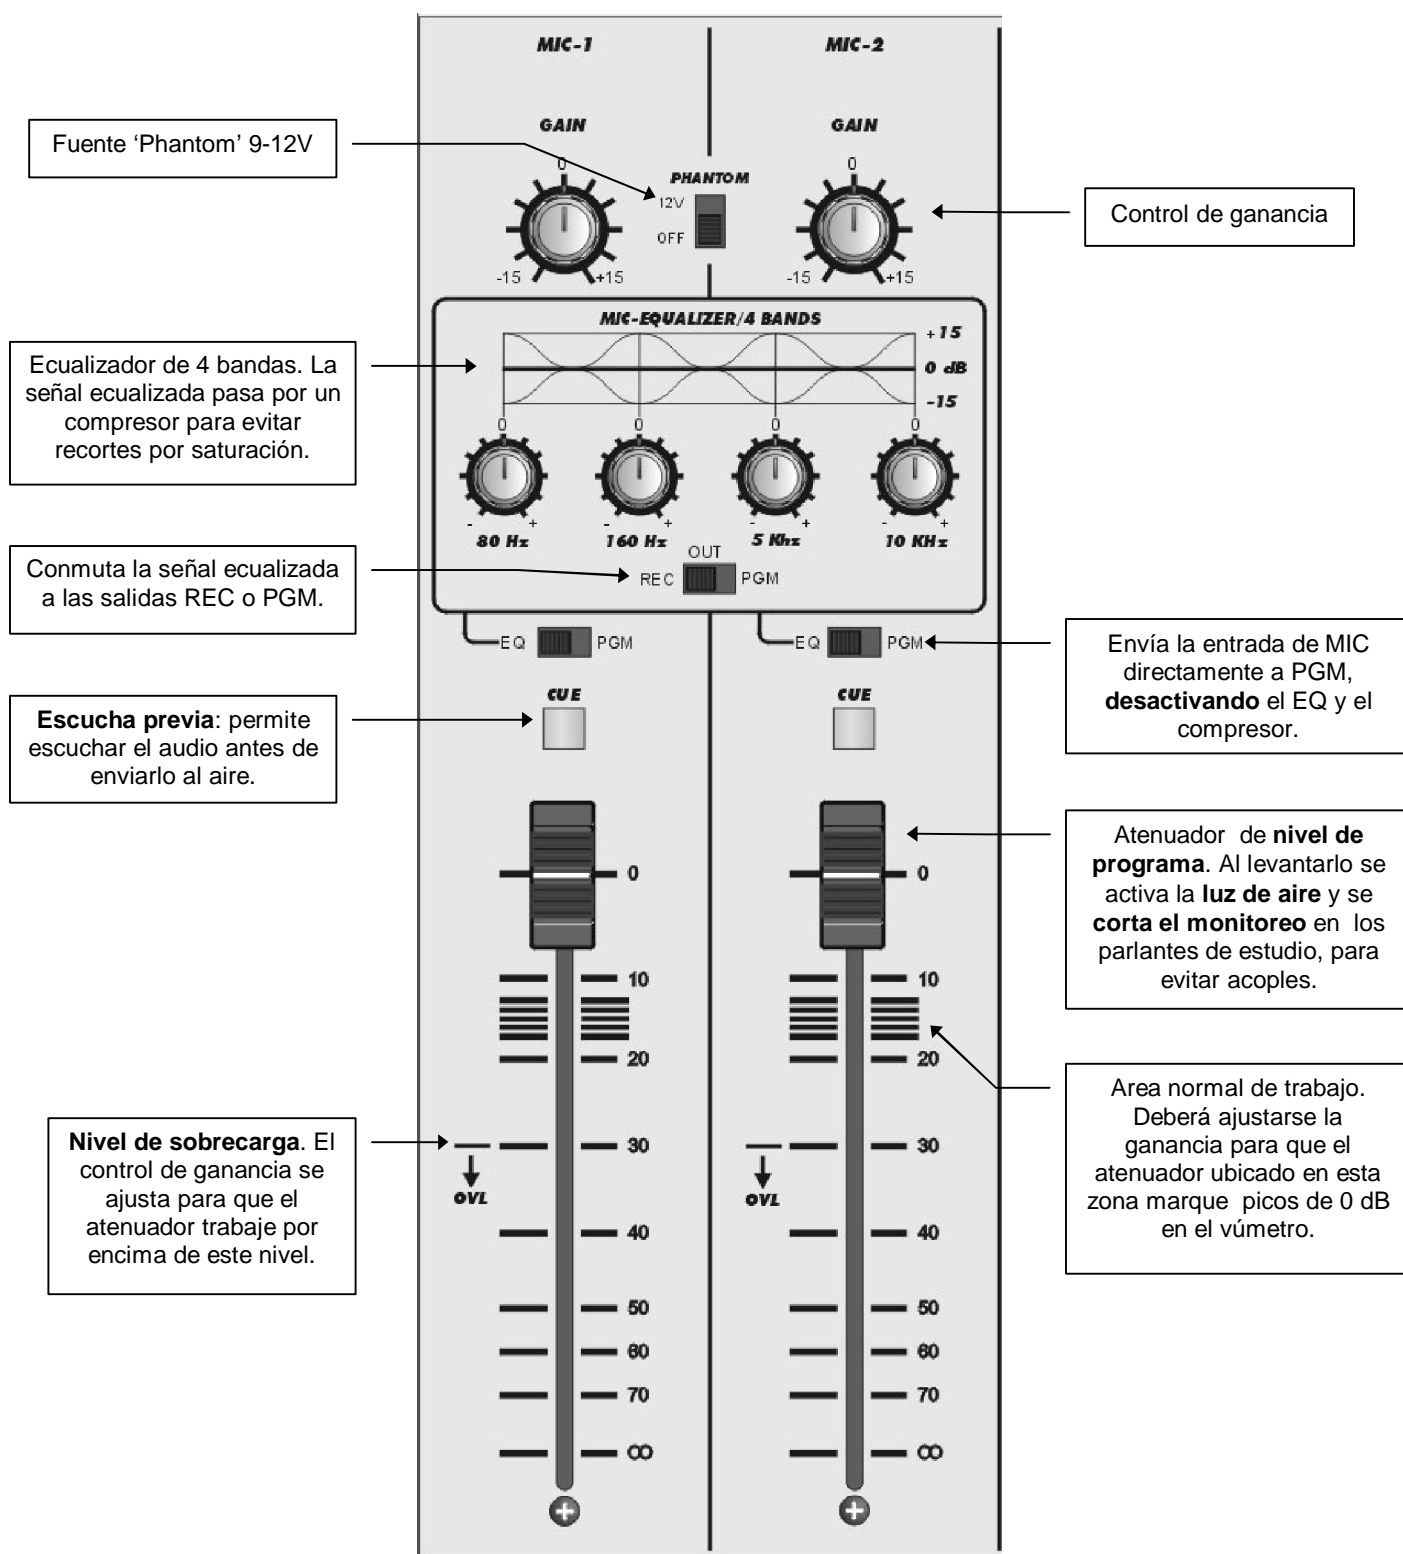 MIC-1
MIC-2
GAIN
GAIN
Fuente ‘Phantom’ 9-12V
0
PHANTOM
0
12V
OFF
Control de ganancia
-15
+15
-15
+15
MIC-EQUALIZER/4 BANDS
+15
0 dB
-15
Ecualizador de 4 bandas. La
señal ecualizada pasa por un
compresor para evitar
recortes por saturación.
0
0
0
0
-
+
-
+
-
+
-
+
80 Hz
160 Hz
5 Khz
10 KHz
OUT
REC
PGM
Conmuta la señal ecualizada
a las salidas REC o PGM.
EQ
PGM
EQ
PGM
Envía la entrada de MIC
directamente a PGM,
desactivando el EQ y el
compresor.
CUE
CUE
Escucha previa: permite
escuchar el audio antes de
enviarlo al aire.
Atenuador  de nivel de
programa. Al levantarlo se
activa la luz de aire y se
corta el monitoreo en  los
parlantes de estudio, para
evitar acoples.
0
0
10
10
20
20
Area normal de trabajo.
Deberá ajustarse la
ganancia para que el
atenuador ubicado en esta
zona marque  picos de 0 dB
en el vúmetro.
Nivel de sobrecarga. El
control de ganancia se
ajusta para que el
atenuador trabaje por
encima de este nivel.
30
30
OVL
OVL
40
40
50
50
60
60
70
70
∞
∞